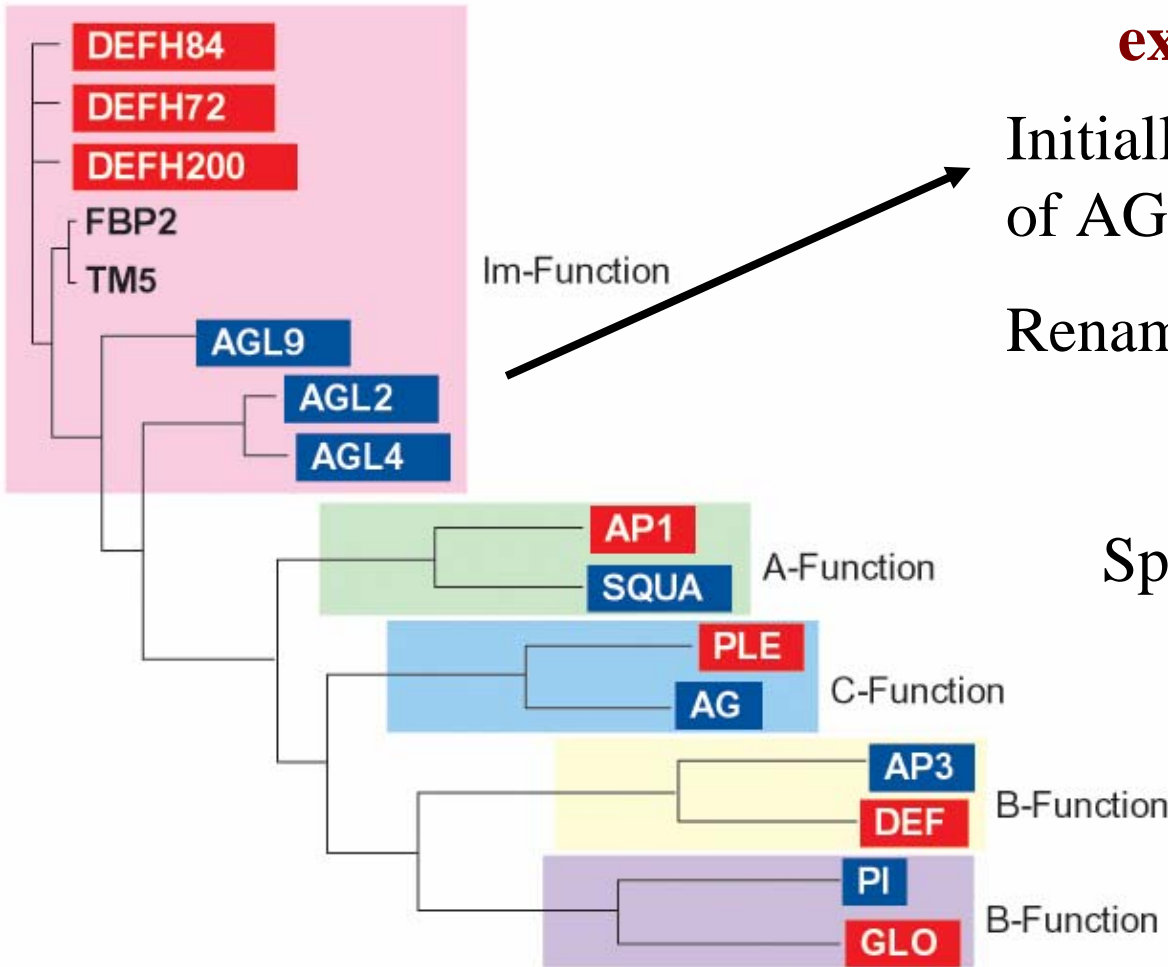 DEFH84
DEFH72
DEFH200
FBP2
TM5
Im-Function
AGL9
AGL2
AGL4
AP1
SQUA
A-Function
PLE
AG
C-Function
AP3
DEF
B-Function
PI
GLO
B-Function
ex
Initiall
of AG
Renam
Sp